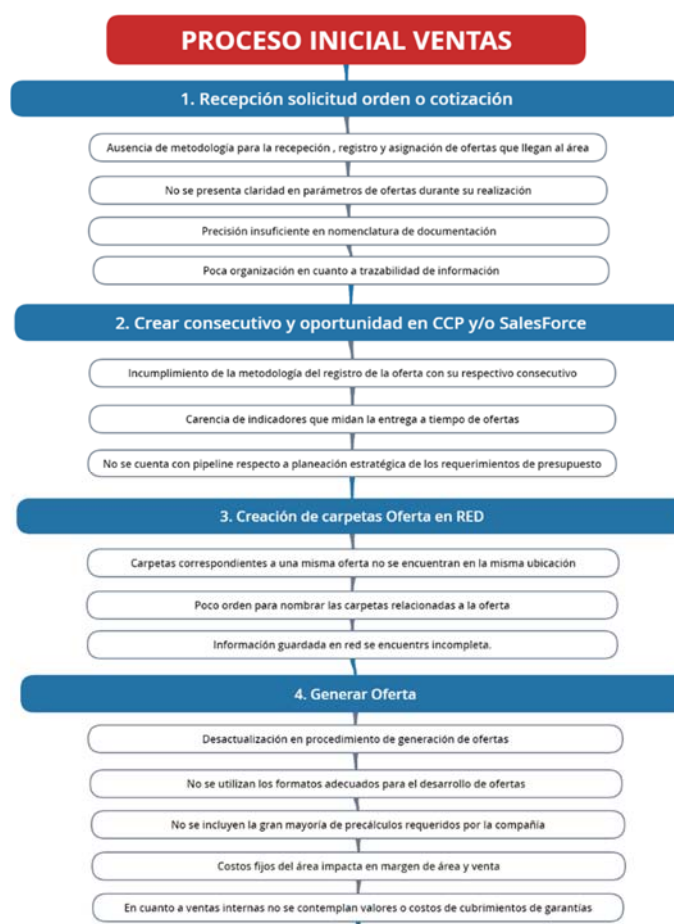 PROCESO INICIAL VENTAS
1. Recepción solicitud orden o cotización
Ausencia de metodología para la recepeción , registro y asignación de ofertas que llegan al área
No se presenta claridad en parámetros de ofertas durante su realización
Precisión insuficiente en nomenclatura de documentación
Poca organización en cuanto a trazabilidad de información
2. Crear consecutivo y oportunidad en CCP y/o SalesForce
Incumplimiento de la metodología del registro de la oferta con su respectivo consecutivo
Carencia de indicadores que midan la entrega a tiempo de ofertas
No se cuenta con pipeline respecto a planeación estratégica de los requerimientos de presupuesto
3. Creación de carpetas Oferta en RED
Carpetas correspondientes a una misma oferta no se encuentran en la misma ubicación
Poco orden para nombrar las carpetas relacionadas a la oferta
Información guardada en red se encuentrs incompleta.
4. Generar Oferta
Desactualización en procedimiento de generación de ofertas
No se utilizan los formatos adecuados para el desarrollo de ofertas
No se incluyen la gran mayoría de precálculos requeridos por la compañía
Costos fijos del área impacta en margen de área y venta
En cuanto a ventas internas no se contemplan valores o costos de cubrimientos de garantías